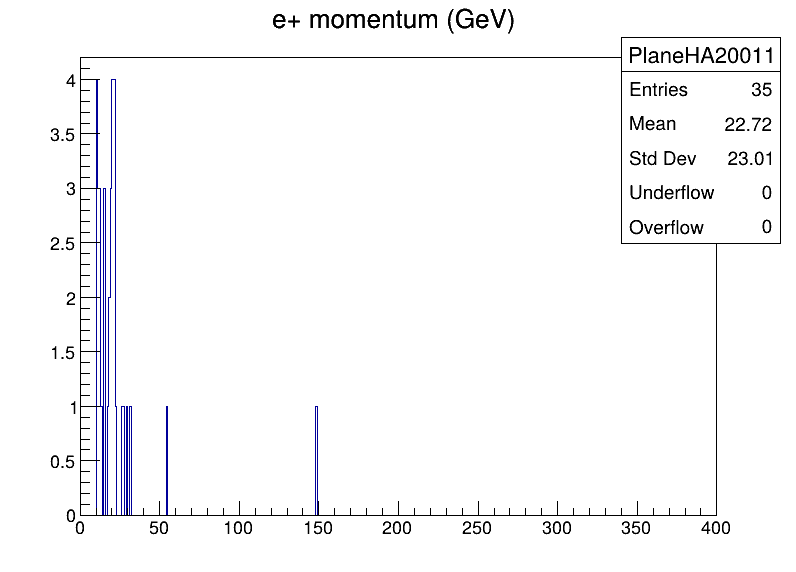 e+ momentum (GeV)
PlaneHA20011
Entries 35
Mean 22.72
Std Dev 23.01
Underflow 0
Overflow 0
4
3.5
3
2.5
2
1.5
1
0.5
0
0 50 100 150 200 250 300 350 400